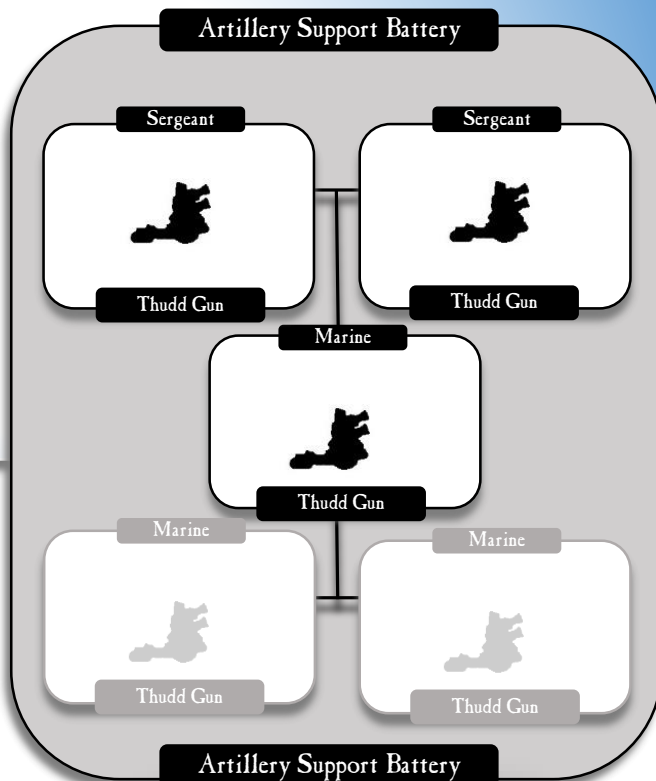 Artillery Support Battery
Sergeant
Sergeant
Thudd Gun
Thudd Gun
Marine
Thudd Gun
Marine
Marine
Thudd Gun
Thudd Gun
Artillery Support Battery